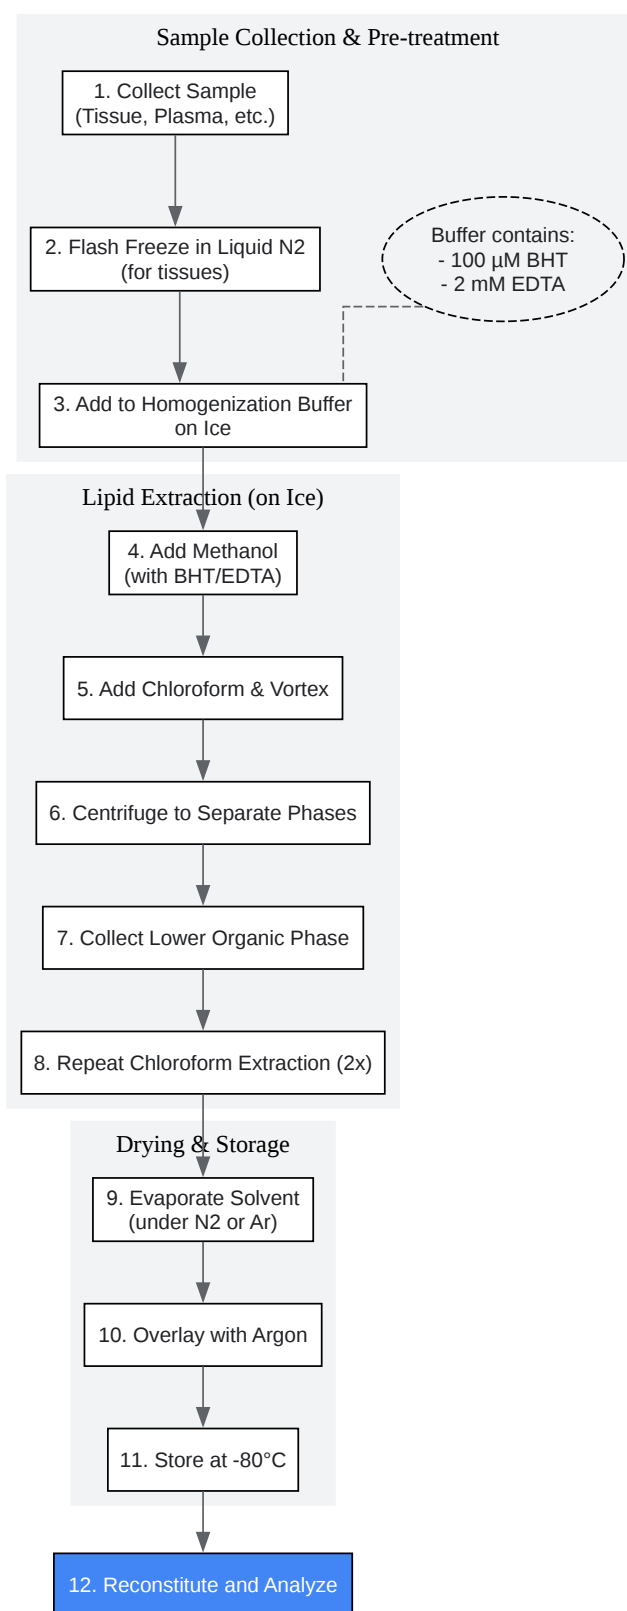 Sample Collection & Pre-treatment
1. Collect Sample
(Tissue, Plasma, etc.)
2. Flash Freeze in Liquid N2
(for tissues)
Buffer contains:
- 100 µM BHT
- 2 mM EDTA
3. Add to Homogenization Buffer
on Ice
Lipid Extraction (on Ice)
4. Add Methanol
(with BHT/EDTA)
5. Add Chloroform & Vortex
6. Centrifuge to Separate Phases
7. Collect Lower Organic Phase
8. Repeat Chloroform Extraction (2x)
Drying & Storage
9. Evaporate Solvent
(under N2 or Ar)
10. Overlay with Argon
11. Store at -80°C
12. Reconstitute and Analyze